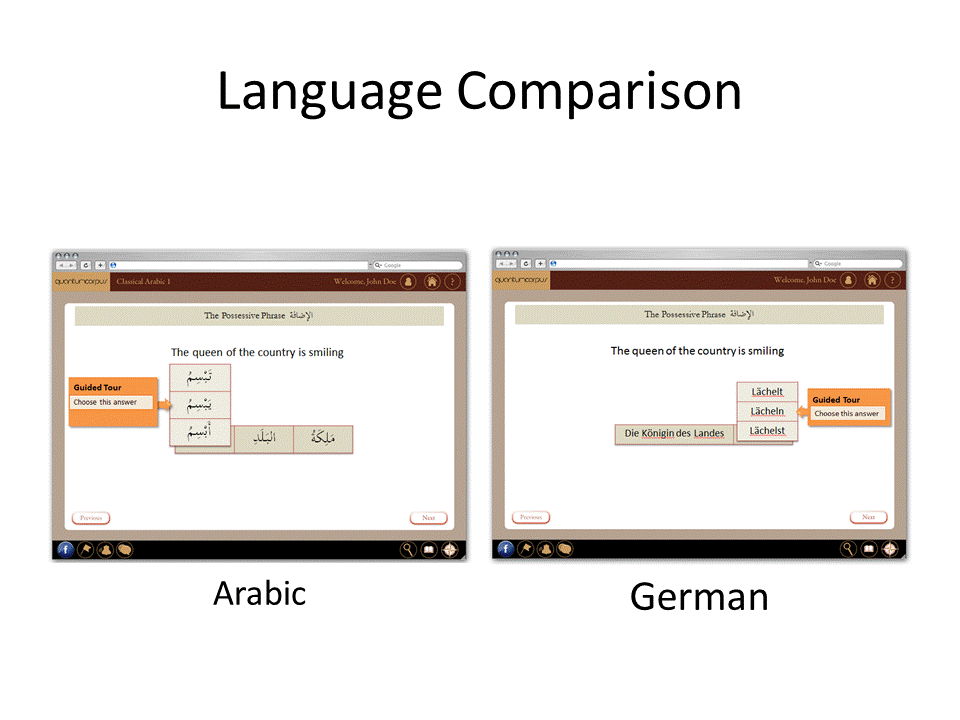 Language Comparison
Google
quantumcorpus
Classical Arabic 1
Welcome, John Doe
?
The Possessive Phrase الإضافة
The queen of the country is smiling
Guided Tour
Choose this answer
تَبْسِمُ
يَبْسِمُ
أَبْسِمُ
مَلِكَةُ البَلَدِ
Previous
Next
f
Arabic
Google
quantumcorpus
Welcome, John Doe
?
The Possessive Phrase الإضافة
The queen of the country is smiling
Lächelt
Lächeln
Lächelst
Guided Tour
Choose this answer
Die Königin des Landes
Previous
Next
f
German